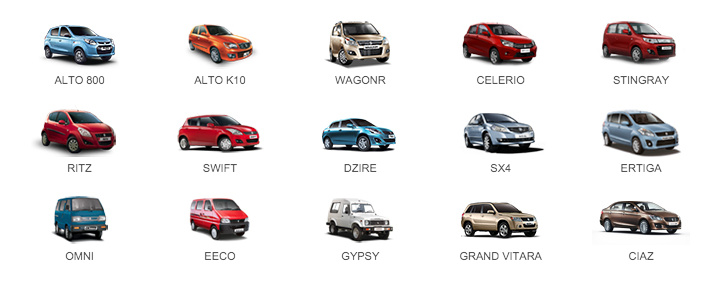 ALTO 800
ALTO K10
WAGONR
CELERIO
STINGRAY
RITZ
SWIFT
DZIRE
SX4
ERTIGA
OMNI
EECO
GYPSY
GRAND VITARA
CIAZ